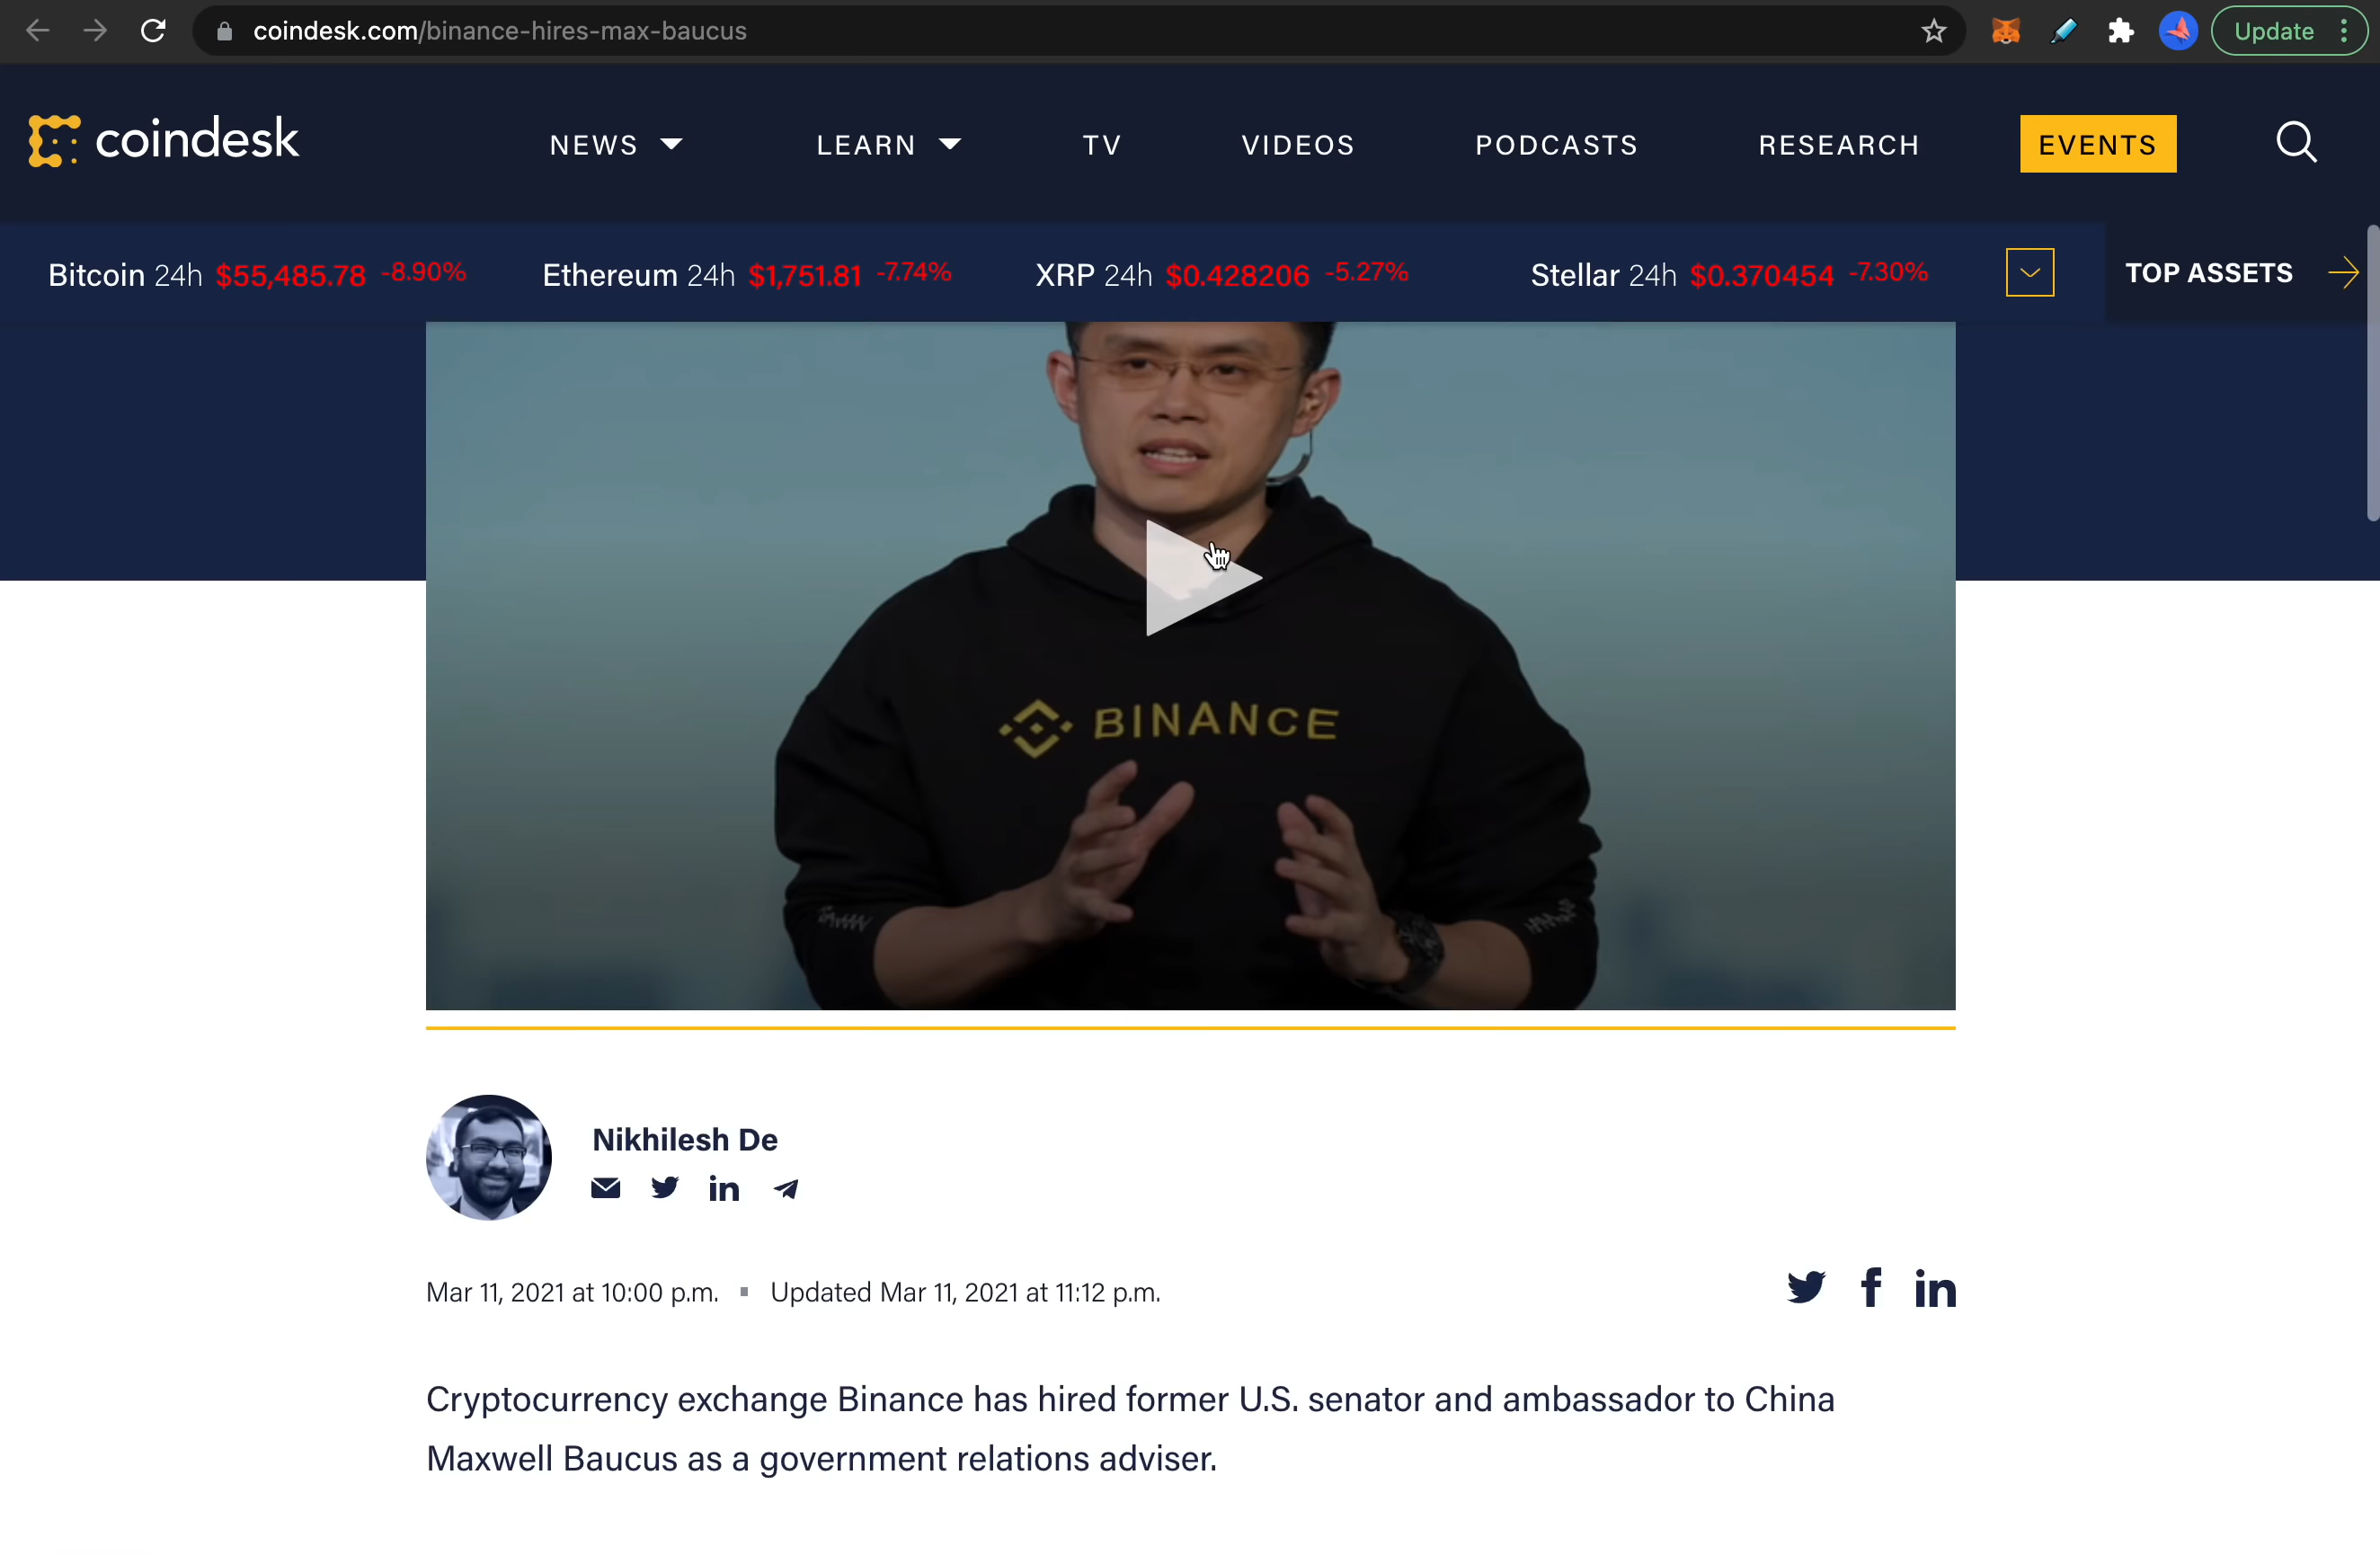 coindesk.com/binance-hires-max-baucus
Update
coindesk
NEWS
LEARN
TV
VIDEOS
PODCASTS
RESEARCH
EVENTS
Bitcoin 24h $55,485.78 -8.90%
Ethereum 24h $1,751.81 -7.74%
XRP 24h $0.428206 -5.27%
Stellar 24h $0.370454 -7.30%
TOP ASSETS
BINANCE
Nikhilesh De
Mar 11, 2021 at 10:00 p.m.
Updated Mar 11, 2021 at 11:12 p.m.
Cryptocurrency exchange Binance has hired former U.S. senator and ambassador to China
Maxwell Baucus as a government relations adviser.